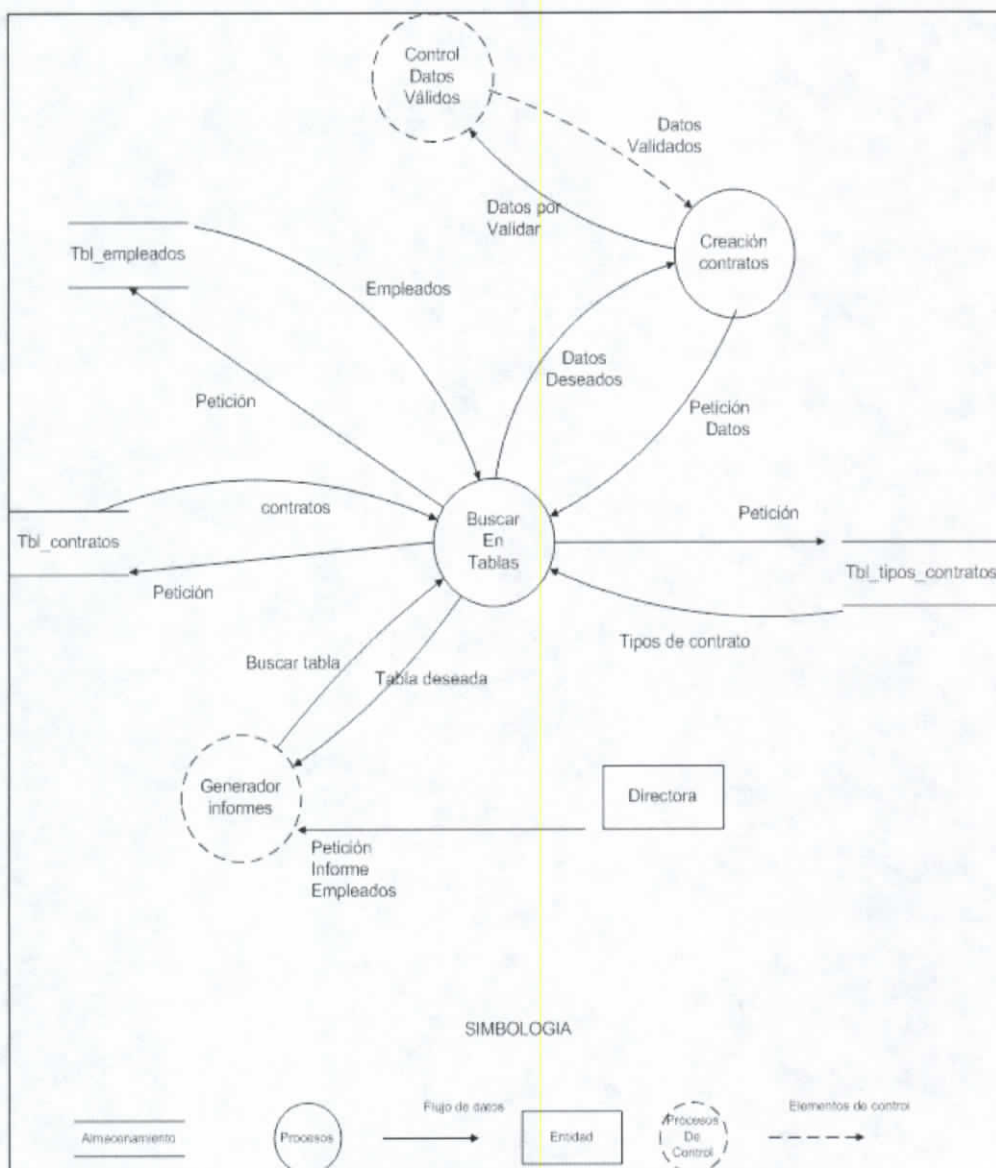 Control
Datos
Válidos
Datos
Validados
Datos por
Validar
Creación
contratos
Tbl_empleados
Empleados
Datos
Deseados
Petición
Petición
Datos
contratos
Buscar
En
Tablas
Petición
Tbl_contratos
Tbl_tipos_contratos
Petición
Tipos de contrato
Buscar tabla
Tabla deseada
Generador
informes
Directora
Petición
Informe
Empleados
SIMBOLOGIA
Almacenamiento
Procesos
Flujo de datos
Entidad
Procesos
De
Control
Elementos de control